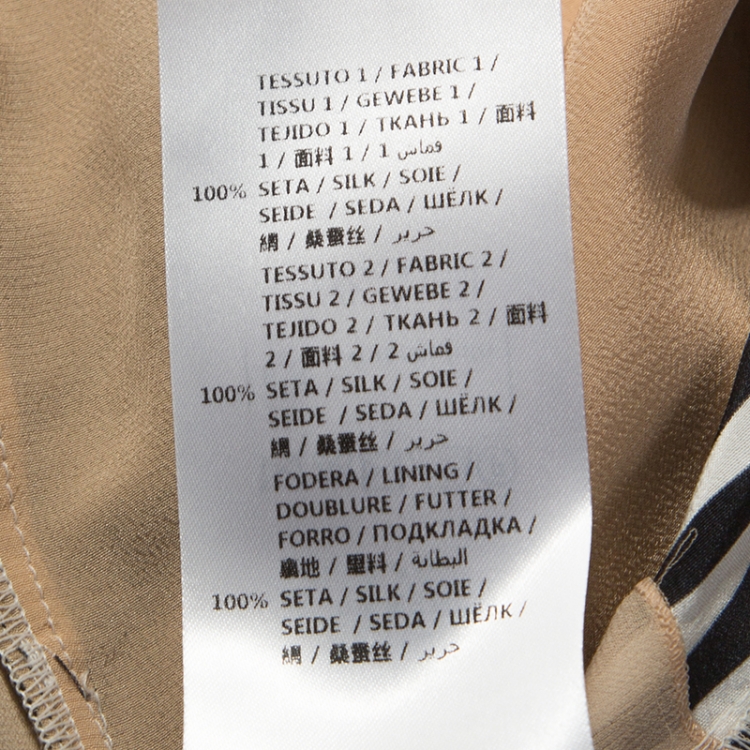 TESSUTO 1 / FABRIC 1 /
TISSU 1 / GEWEBE 1 /
TEJIDO 1 / ТКАНЬ 1 / 面料
1 / 面料 1 / 1 قماش
100% SETA / SILK / SOIE /
SEIDE / SEDA / ШЁЛК /
絹 / 桑蚕丝 / حرير
TESSUTO 2 / FABRIC 2 /
TISSU 2 / GEWEBE 2 /
TEJIDO 2 / ТКАНЬ 2 / 面料
2 / 面料 2 / 2 قماش
100% SETA / SILK / SOIE /
SEIDE / SEDA / ШЁЛК /
絹 / 桑蚕丝 / حرير
FODERA / LINING /
DOUBLURE / FUTTER /
FORRO / ПОДКЛАДКА /
裏地 / 里料 / البطانة
100% SETA / SILK / SOIE /
SEIDE / SEDA / ШЁЛК /
絹 / 桑蚕丝 / حرير